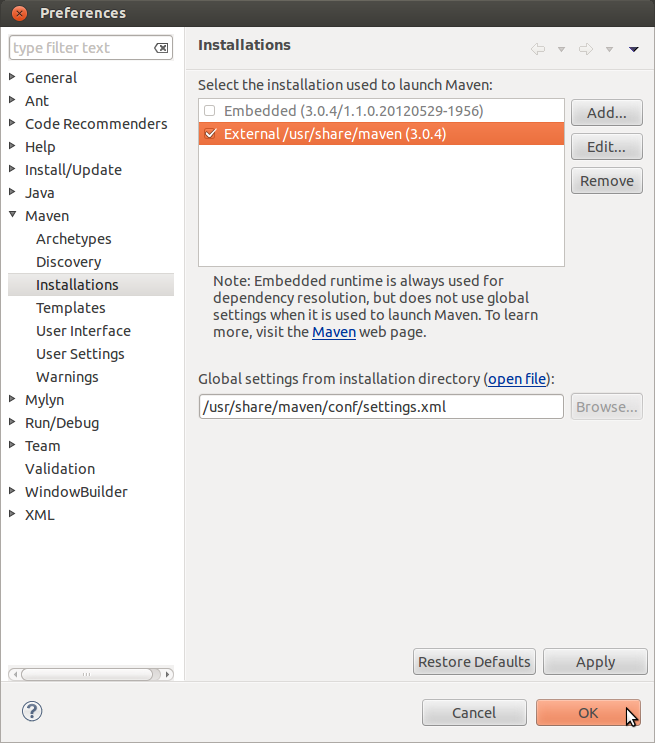 Preferences
type filter text
General
Ant
Code Recommenders
Help
Install/Update
Java
Maven
Archetypes
Discovery
Installations
Templates
User Interface
User Settings
Warnings
Mylyn
Run/Debug
Team
Validation
WindowBuilder
XML
Installations
Select the installation used to launch Maven:
Embedded (3.0.4/1.1.0.20120529-1956)
External /usr/share/maven (3.0.4)
Add...
Edit...
Remove
Note: Embedded runtime is always used for
dependency resolution, but does not use global
settings when it is used to launch Maven. To learn
more, visit the Maven web page.
Global settings from installation directory (open file):
/usr/share/maven/conf/settings.xml
Browse...
Restore Defaults
Apply
?
Cancel
OK